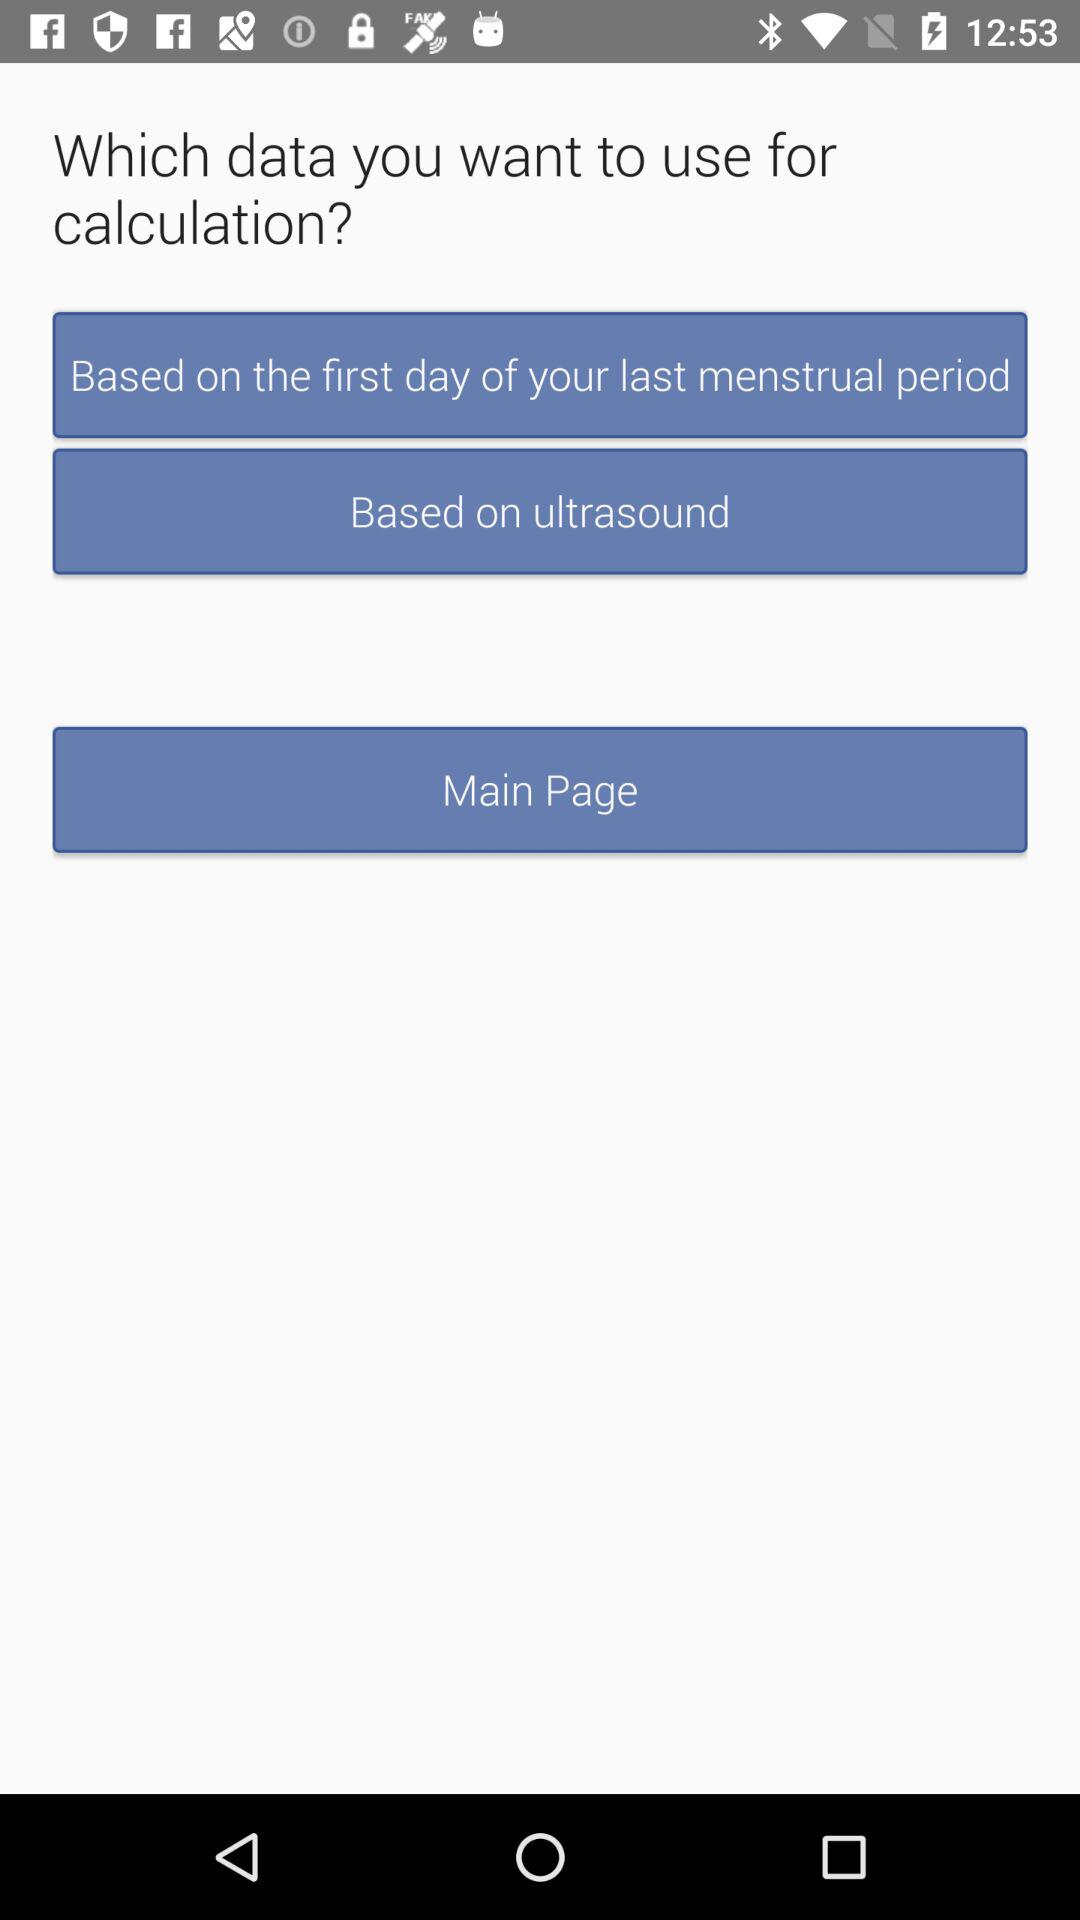 FAKE
12:53
Which data you want to use for
calculation?
Based on the first day of your last menstrual period
Based on ultrasound
Main Page